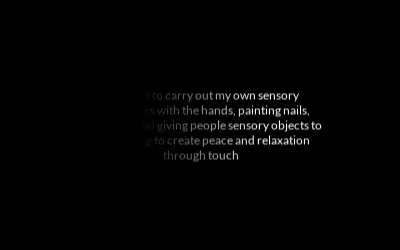 to carry out my own sensory
with the hands, painting nails,
giving people sensory objects to
to create peace and relaxation
through touch